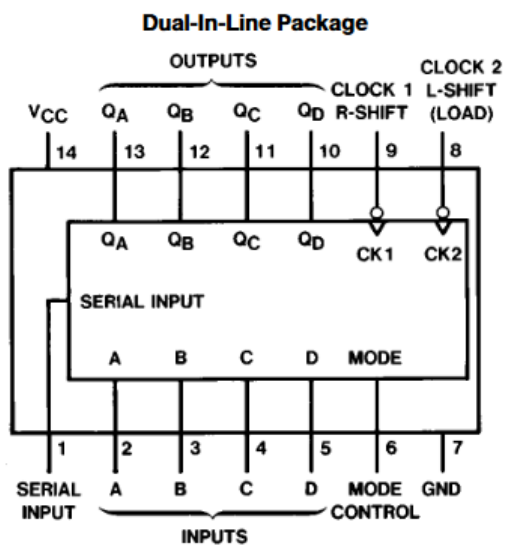 Dual-In-Line Package
OUTPUTS
CLOCK 2
CLOCK 1 L-SHIFT
VCC QA QB QC QD R-SHIFT (LOAD)
14 13 12 11 10 9 8
QA QB QC QD CK1 CK2
SERIAL INPUT
A B C D MODE
1 2 3 4 5 6 7
SERIAL A B C D MODE GND
INPUT CONTROL
INPUTS